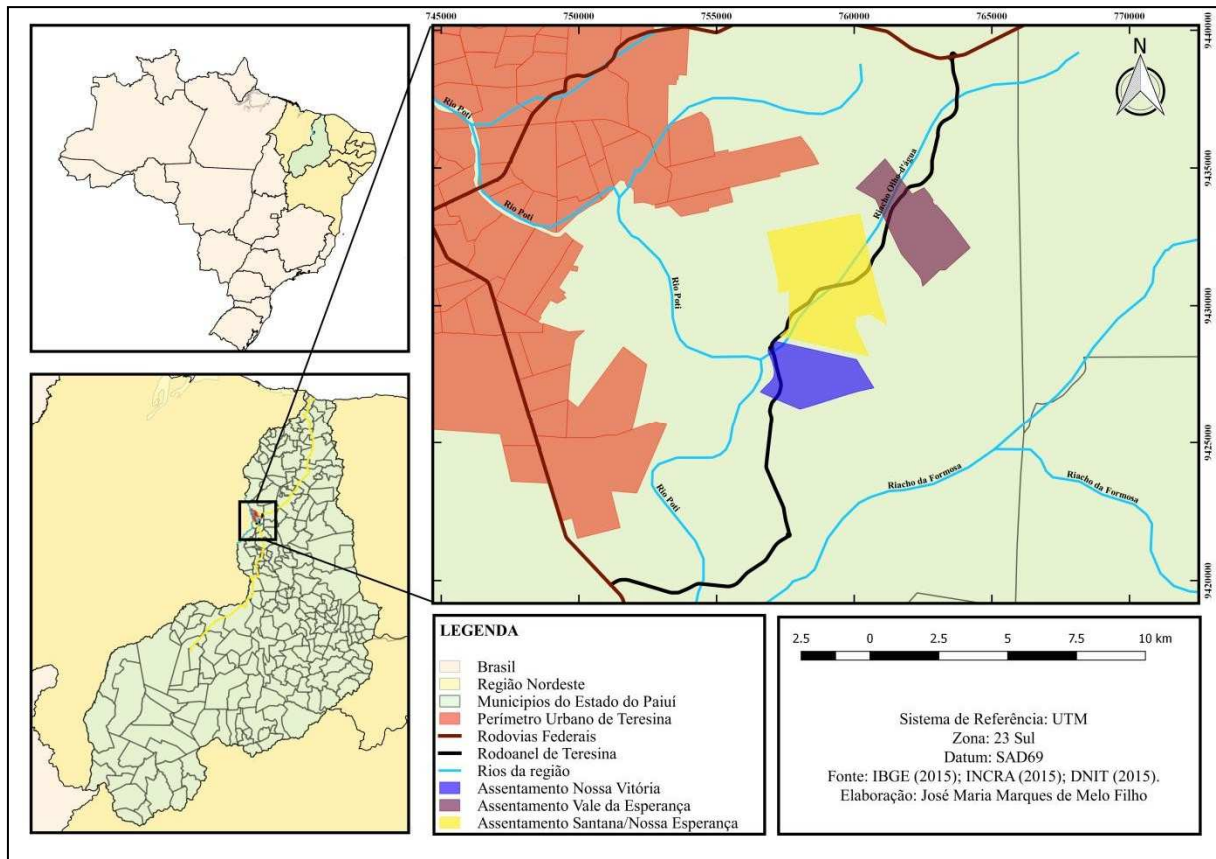 745000 750000 755000 760000 765000 770000
9440000
9435000
9430000
9425000
9420000
N
Rio Poti
Rio Poti
Rio Poti
Rio Poti
Riacho Olho d'água
Riacho da Formosa
Riacho da Formosa
LEGENDA
Brasil
Região Nordeste
Municipios do Estado do Paiuí
Perímetro Urbano de Teresina
Rodovias Federais
Rodoanel de Teresina
Rios da região
Assentamento Nossa Vitória
Assentamento Vale da Esperança
Assentamento Santana/Nossa Esperança
2.5 0 2.5 5 7.5 10 km
Sistema de Referência: UTM
Zona: 23 Sul
Datum: SAD69
Fonte: IBGE (2015); INCRA (2015); DNIT (2015).
Elaboração: José Maria Marques de Melo Filho